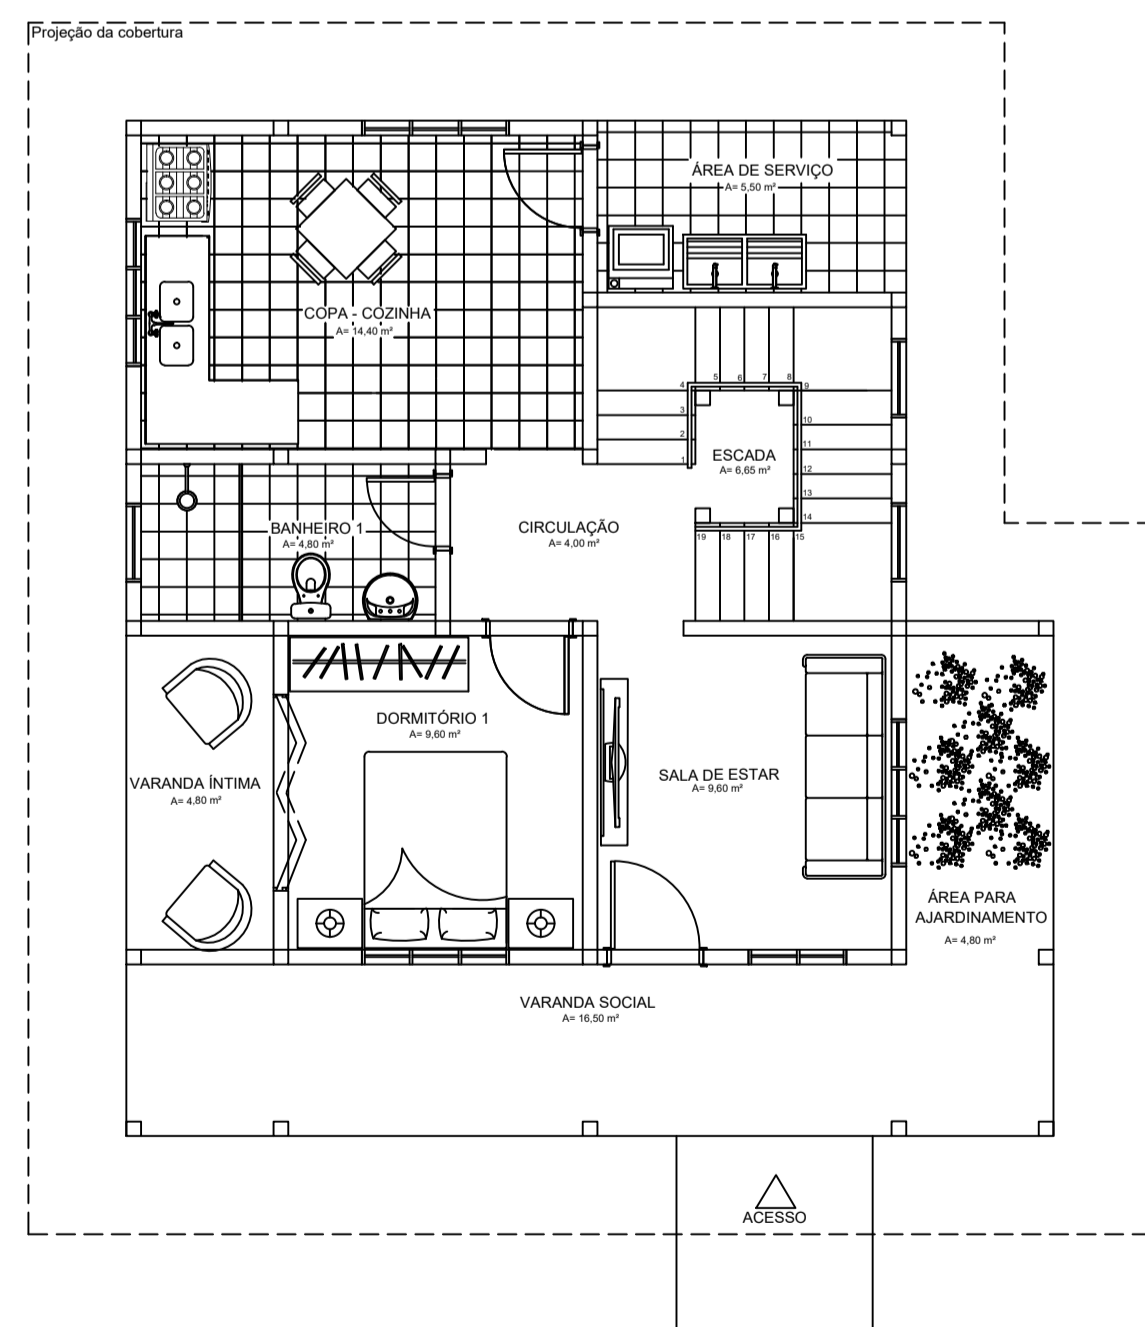 Projeção da cobertura
ÁREA DE SERVIÇO
A= 5,50 m²
COPA - COZINHA
A= 14,40 m²
5 6 7 8
4 9
3 10
2 11
1 12
13
14
19 18 17 16 15
ESCADA
A= 6,65 m²
BANHEIRO 1
A= 4,80 m²
CIRCULAÇÃO
A= 4,00 m²
DORMITÓRIO 1
A= 9,60 m²
VARANDA ÍNTIMA
A= 4,80 m²
SALA DE ESTAR
A= 9,60 m²
ÁREA PARA
AJARDINAMENTO
A= 4,80 m²
VARANDA SOCIAL
A= 16,50 m²
ACESSO